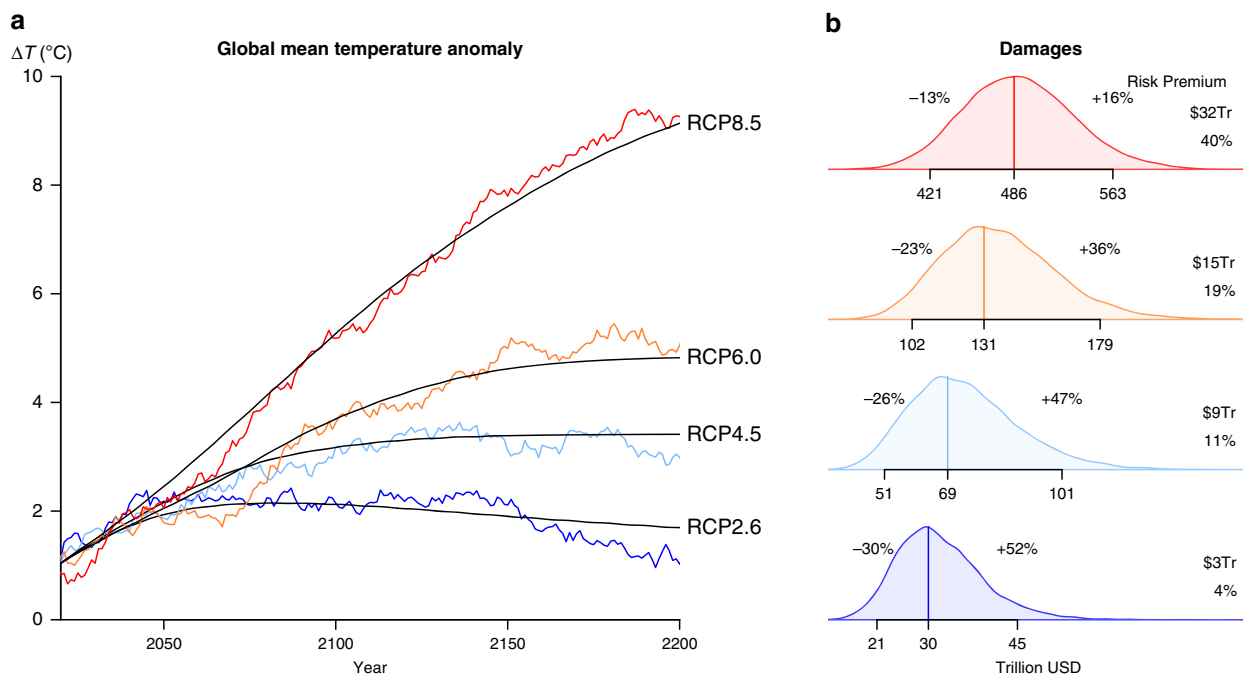 a
Global mean temperature anomaly
ΔT (°C)
10
8
6
4
2
0
2050
2100
2150
2200
Year
RCP8.5
RCP6.0
RCP4.5
RCP2.6
b
Damages
Risk Premium
–13%
+16%
$32Tr
40%
421
486
563
–23%
+36%
$15Tr
19%
102
131
179
–26%
+47%
$9Tr
11%
51
69
101
–30%
+52%
$3Tr
4%
21
30
45
Trillion USD